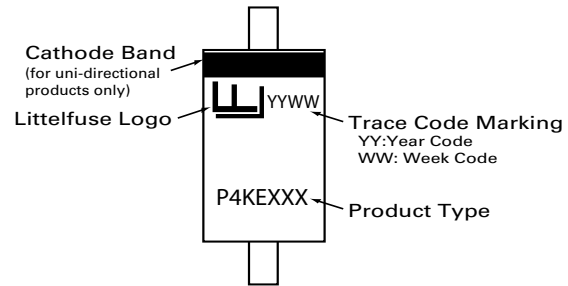 Cathode Band
(for uni-directional
products only)
Littelfuse Logo
YYWW
Trace Code Marking
YY:Year Code
WW: Week Code
P4KEXXX
Product Type